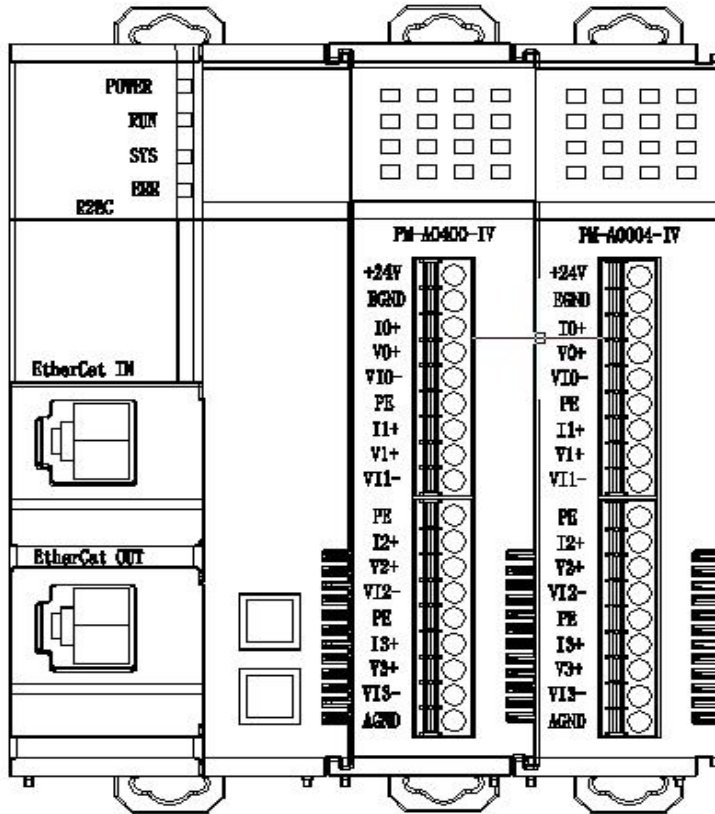 POWER
RUN
SYS
ERR
R2EC
EtherCat IN
EtherCat OUT
PM-A0400-IV
+24V
EGND
I0+
V0+
VI0-
PE
I1+
V1+
VI1-
PE
I2+
V2+
VI2-
PE
I3+
V3+
VI3-
AGND
PM-A0004-IV
+24V
EGND
I0+
V0+
VI0-
PE
I1+
V1+
VI1-
PE
I2+
V2+
VI2-
PE
I3+
V3+
VI3-
AGND